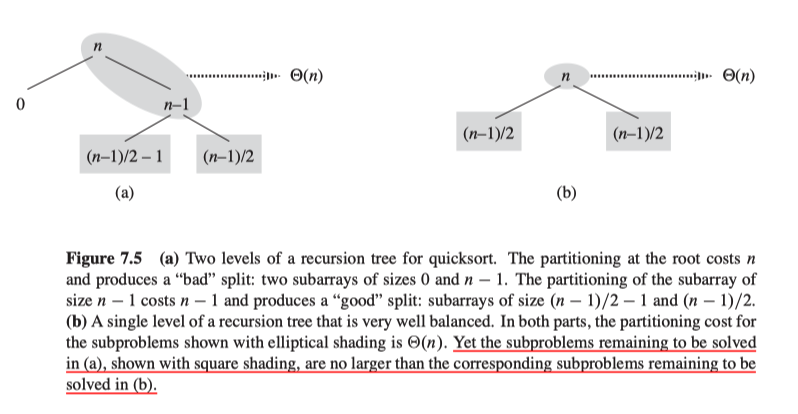 n
Θ(n)
0
n–1
(n–1)/2 – 1
(n–1)/2
(a)
n
Θ(n)
(n–1)/2
(n–1)/2
(b)
Figure 7.5 (a) Two levels of a recursion tree for quicksort. The partitioning at the root costs n
and produces a “bad” split: two subarrays of sizes 0 and n − 1. The partitioning of the subarray of
size n − 1 costs n − 1 and produces a “good” split: subarrays of size (n − 1)/2 − 1 and (n − 1)/2.
(b) A single level of a recursion tree that is very well balanced. In both parts, the partitioning cost for
the subproblems shown with elliptical shading is Θ(n). Yet the subproblems remaining to be solved
in (a), shown with square shading, are no larger than the corresponding subproblems remaining to be
solved in (b).